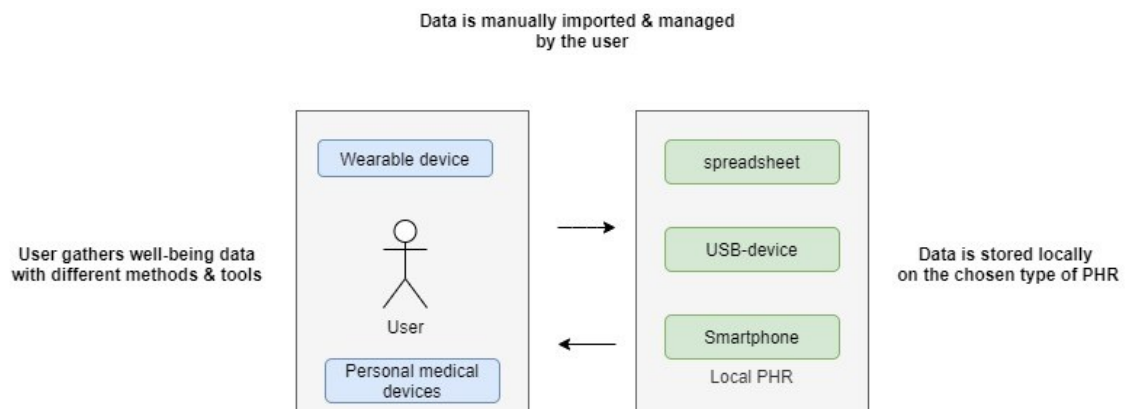 Data is manually imported & managed
by the user
User gathers well-being data
with different methods & tools
Wearable device
User
Personal medical
devices
spreadsheet
USB-device
Smartphone
Local PHR
Data is stored locally
on the chosen type of PHR